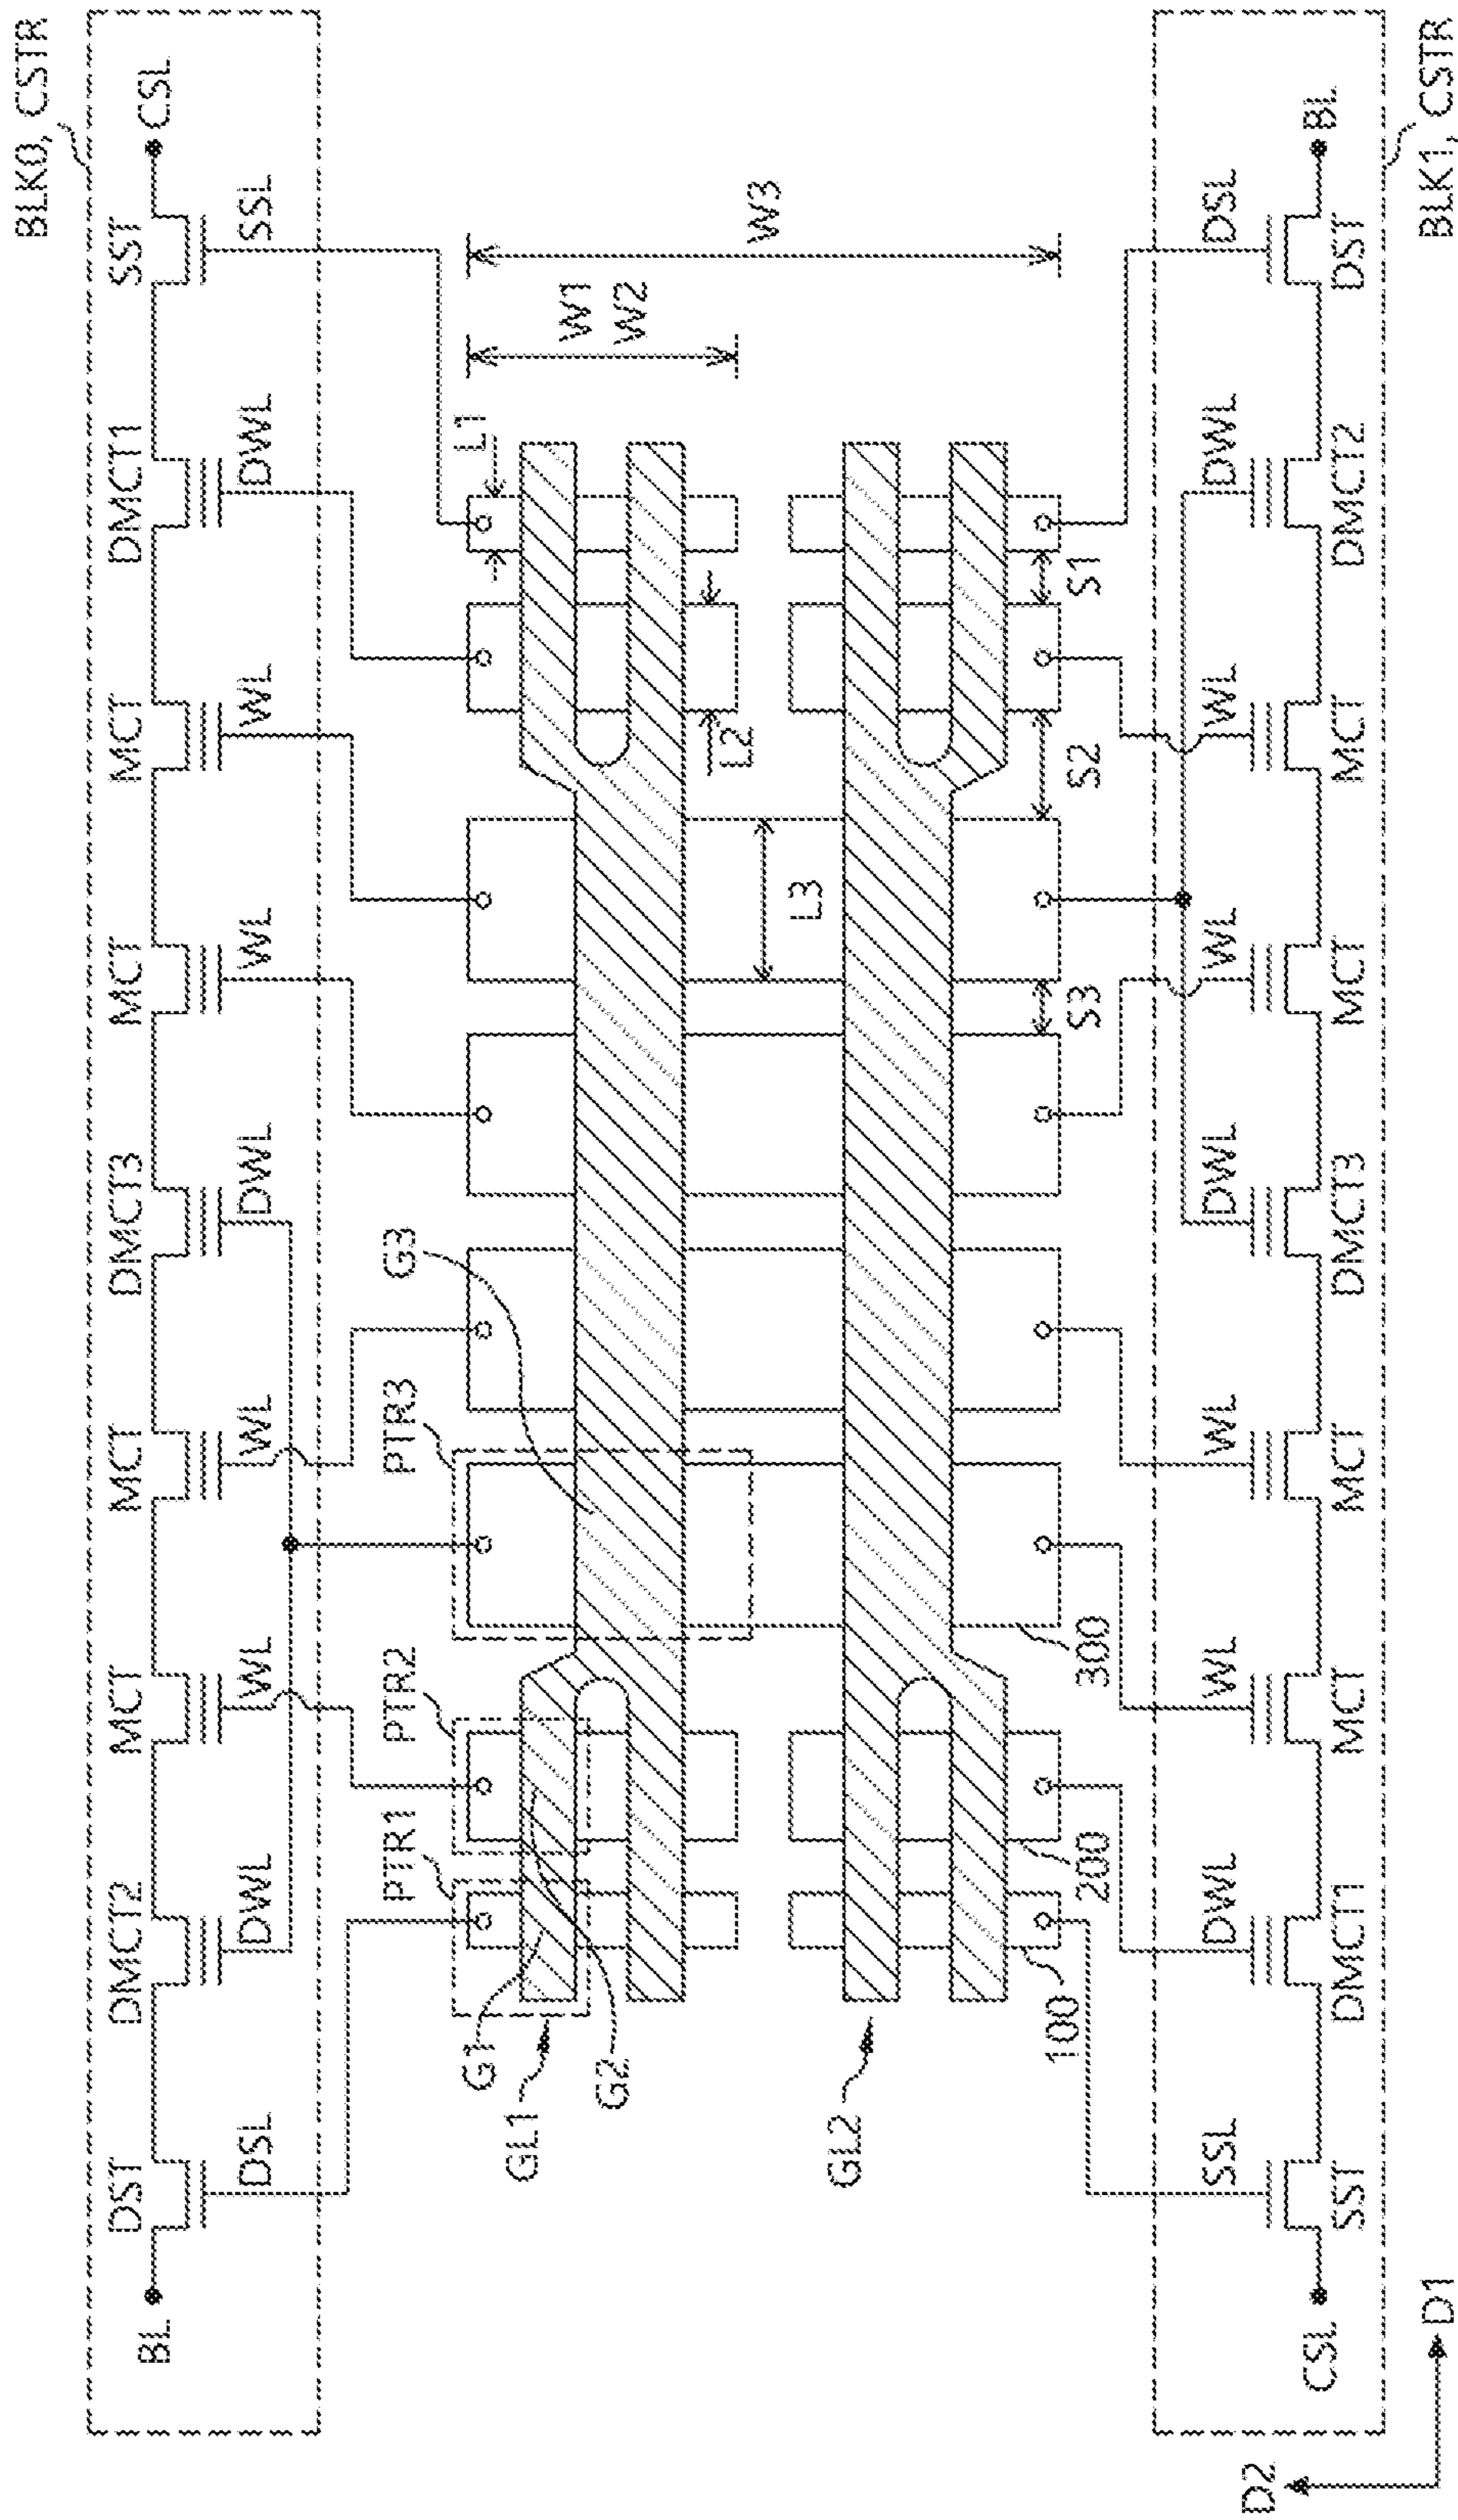 BLK0, CSTR
BL DST DMCT2 MCT MCT DMCT3 MCT MCT DMCT1 SST CSL
DSL DWL WL WL DWL WL WL DWL SSL
PTR1 PTR2 PTR3 G3
G1
GL1
G2
L1
W1
W2
W3
L2
L3
GL2
100 200 300 S3 S2 S1
SSL DWL WL WL DWL WL WL DWL DSL
CSL SST DMCT1 MCT MCT DMCT3 MCT MCT DMCT2 DST BL
BLK1, CSTR
D2
D1